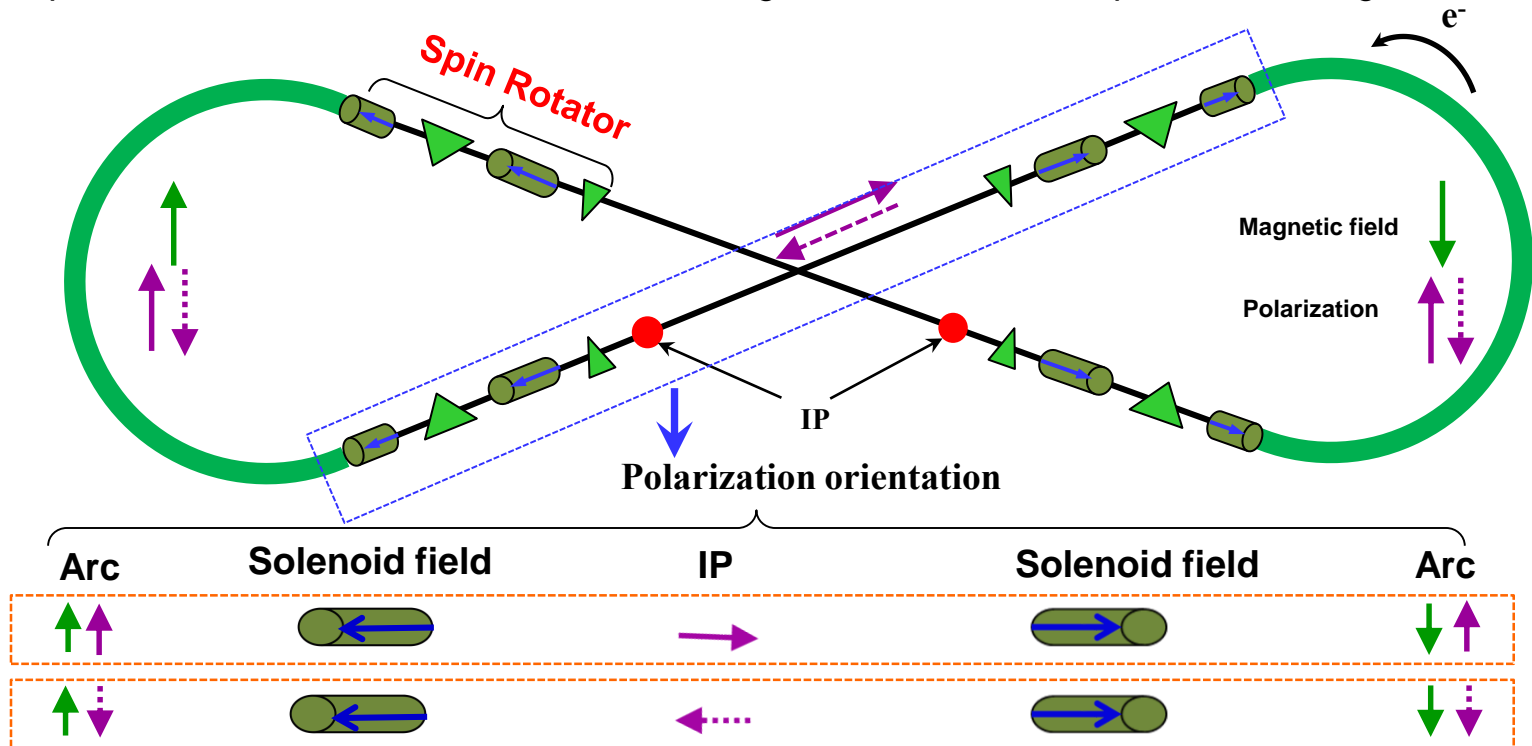 e-
Spin Rotator
Magnetic field
Polarization
IP
Polarization orientation
Arc Solenoid field IP Solenoid field Arc